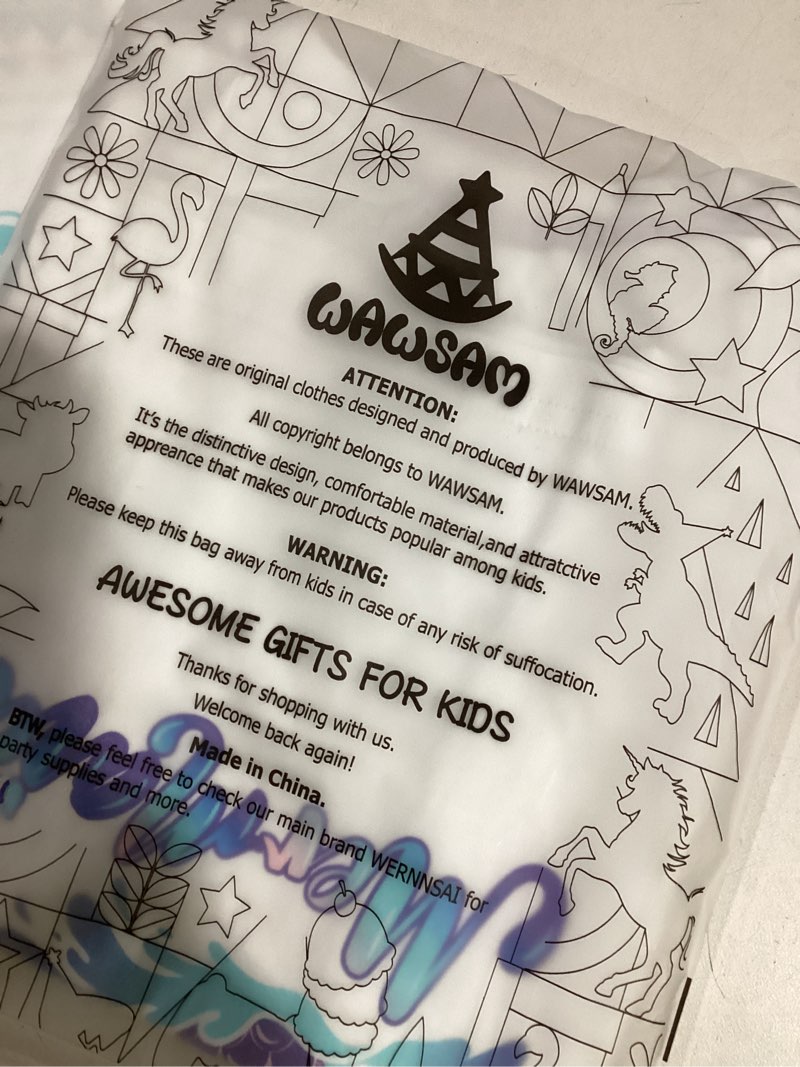 WAWSAM
ATTENTION:
These are original clothes designed and produced by WAWSAM.
All copyright belongs to WAWSAM.
It's the distinctive design, comfortable material,and attratctive
appreance that makes our products popular among kids.
WARNING:
Please keep this bag away from kids in case of any risk of suffocation.
AWESOME GIFTS FOR KIDS
Thanks for shopping with us.
Welcome back again!
Made in China.
BTW, please feel free to check our main brand WERNNSAI for
party supplies and more.